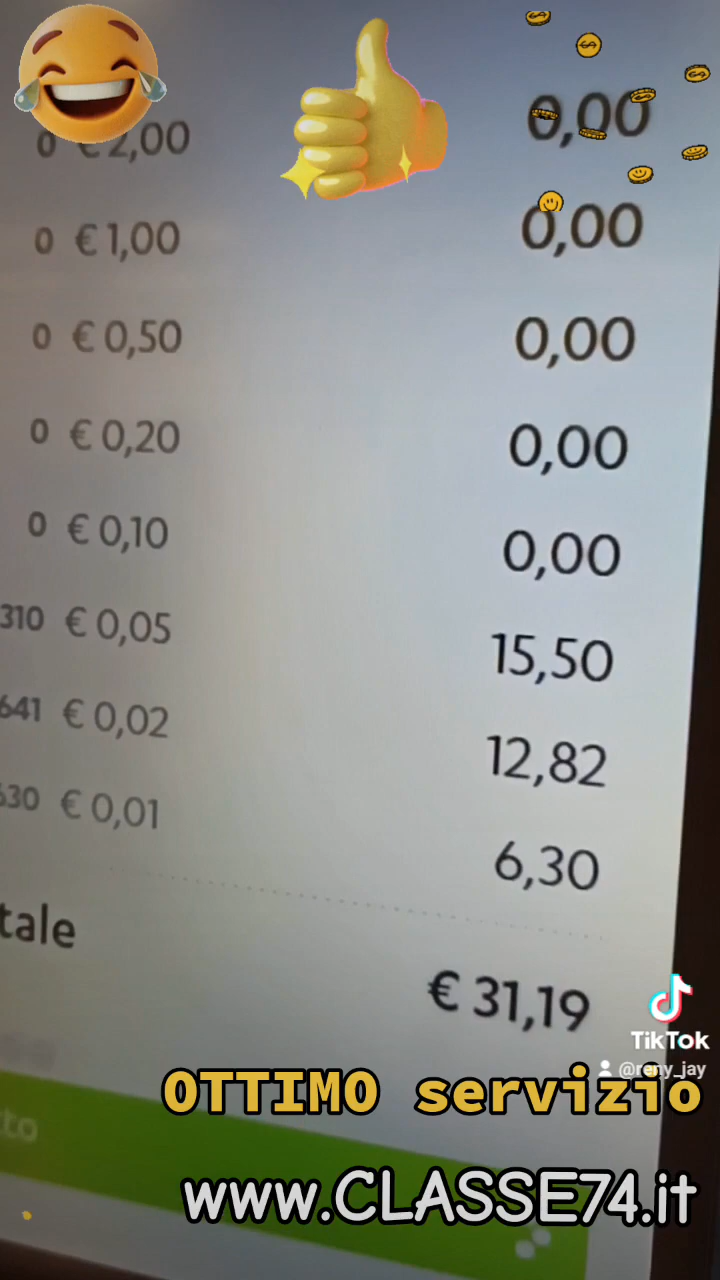 0 € 2,00 0,00
0 € 1,00 0,00
0 € 0,50 0,00
0 € 0,20 0,00
0 € 0,10 0,00
310 € 0,05 15,50
641 € 0,02 12,82
630 € 0,01 6,30
tale
€ 31,19
TikTok
@reny_jay
OTTIMO servizio
to
www.CLASSE74.it